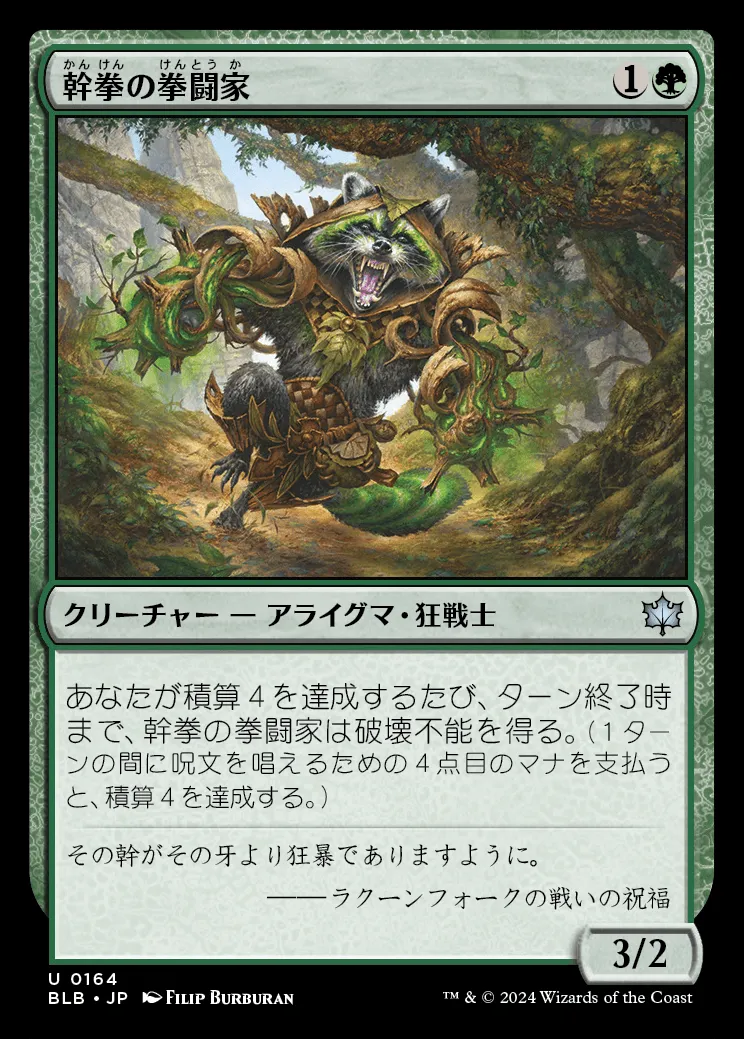 かんけん けんとうか
幹拳の拳闘家
1
クリーチャー ― アライグマ・狂戦士
あなたが積算４を達成するたび、ターン終了時
まで、幹拳の拳闘家は破壊不能を得る。（１ター
ンの間に呪文を唱えるための４点目のマナを支払う
と、積算４を達成する。）
その幹がその牙より狂暴でありますように。
――ラクーンフォークの戦いの祝福
3/2
U 0164
BLB • JP Filip Burburan
™ & © 2024 Wizards of the Coast